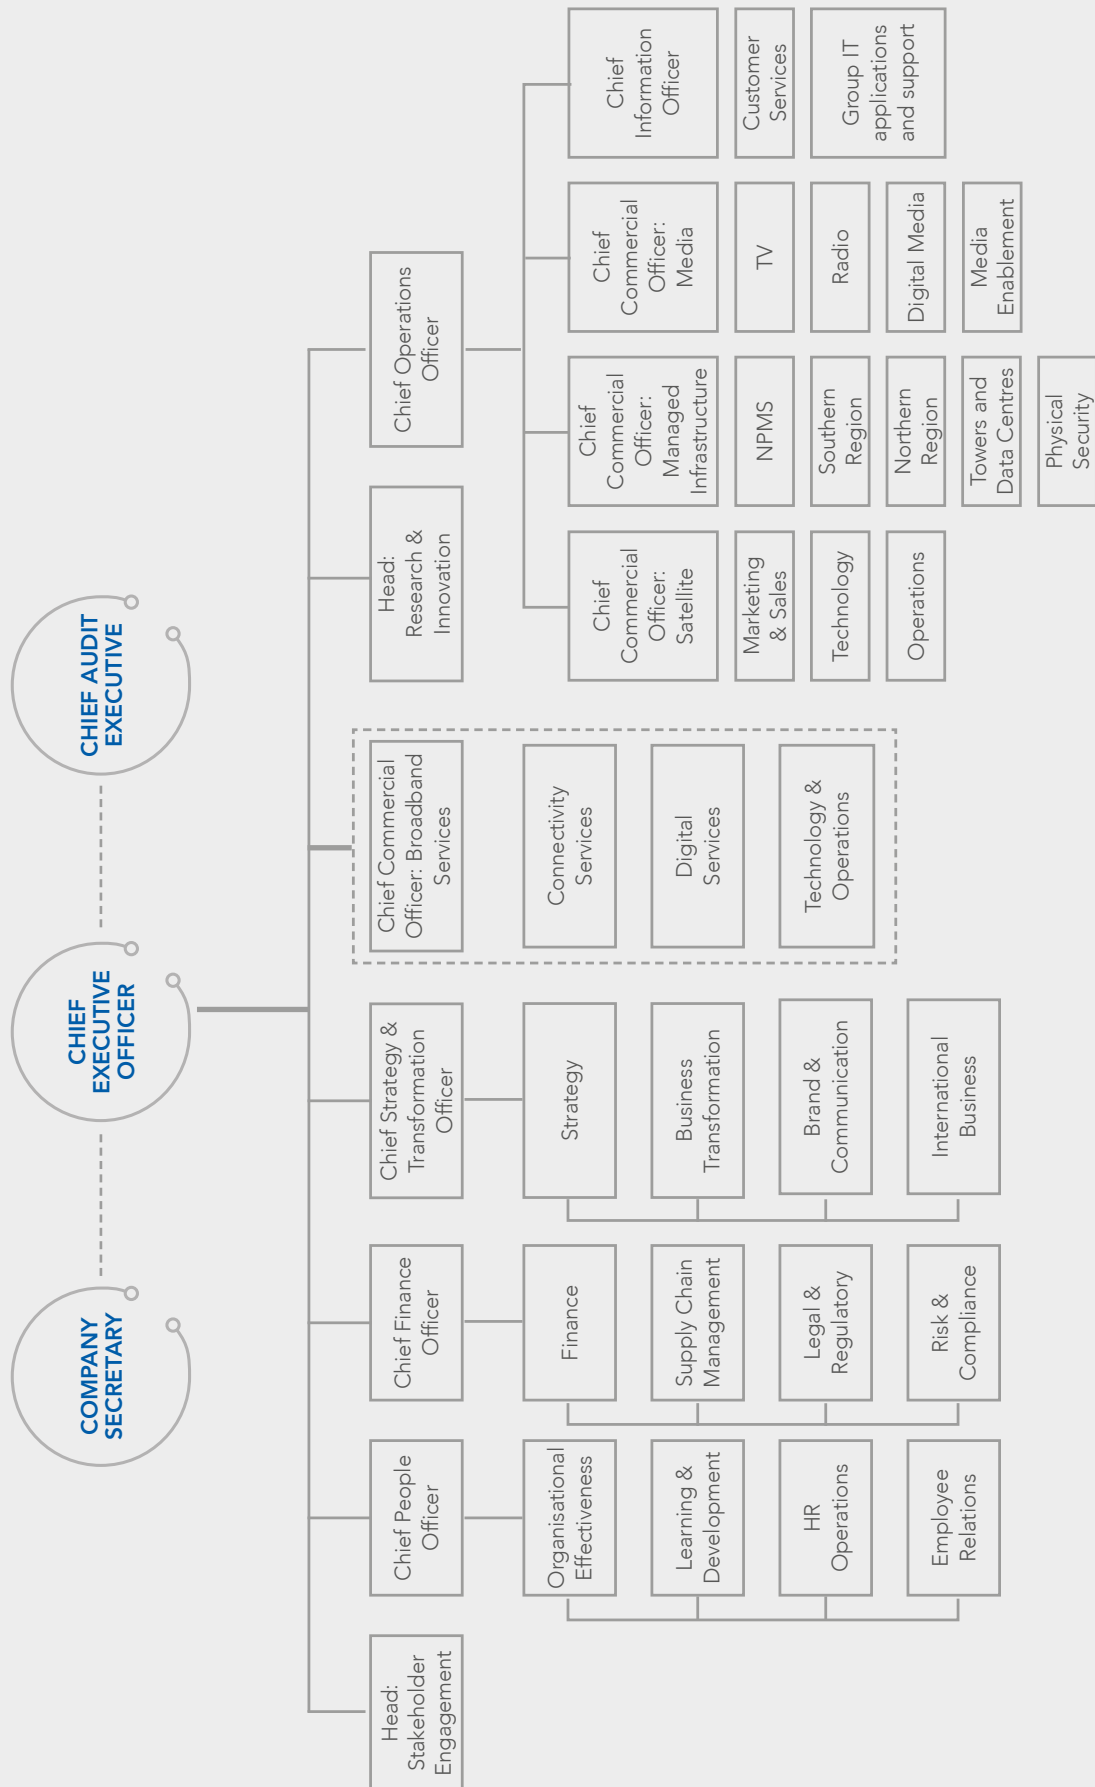 COMPANY
SECRETARY
CHIEF
EXECUTIVE
OFFICER
CHIEF AUDIT
EXECUTIVE
Head:
Stakeholder
Engagement
Chief People
Officer
Organisational
Effectiveness
Learning &
Development
HR
Operations
Employee
Relations
Chief Finance
Officer
Finance
Supply Chain
Management
Legal &
Regulatory
Risk &
Compliance
Chief Strategy &
Transformation
Officer
Strategy
Business
Transformation
Brand &
Communication
International
Business
Chief Commercial
Officer: Broadband
Services
Connectivity
Services
Digital
Services
Technology &
Operations
Head:
Research &
Innovation
Chief Operations
Officer
Chief
Commercial
Officer:
Satellite
Marketing
& Sales
Technology
Operations
Chief
Commercial
Officer:
Managed
Infrastructure
NPMS
Southern
Region
Northern
Region
Towers and
Data Centres
Physical
Security
Chief
Commercial
Officer:
Media
TV
Radio
Digital Media
Media
Enablement
Chief
Information
Officer
Customer
Services
Group IT
applications
and support